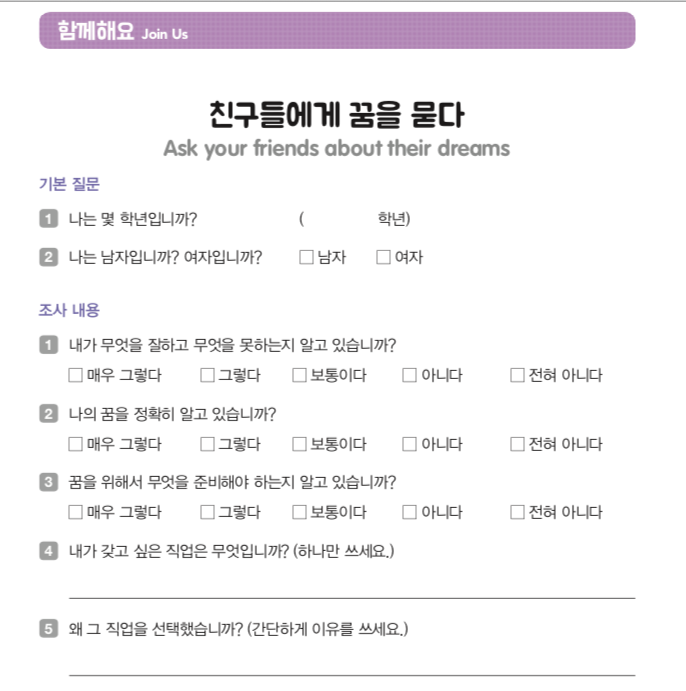 함께해요 Join Us
친구들에게 꿈을 묻다
Ask your friends about their dreams
기본 질문
1 나는 몇 학년입니까? ( 학년)
2 나는 남자입니까? 여자입니까? □ 남자 □ 여자
조사 내용
1 내가 무엇을 잘하고 무엇을 못하는지 알고 있습니까?
□ 매우 그렇다 □ 그렇다 □ 보통이다 □ 아니다 □ 전혀 아니다
2 나의 꿈을 정확히 알고 있습니까?
□ 매우 그렇다 □ 그렇다 □ 보통이다 □ 아니다 □ 전혀 아니다
3 꿈을 위해서 무엇을 준비해야 하는지 알고 있습니까?
□ 매우 그렇다 □ 그렇다 □ 보통이다 □ 아니다 □ 전혀 아니다
4 내가 갖고 싶은 직업은 무엇입니까? (하나만 쓰세요.)
5 왜 그 직업을 선택했습니까? (간단하게 이유를 쓰세요.)